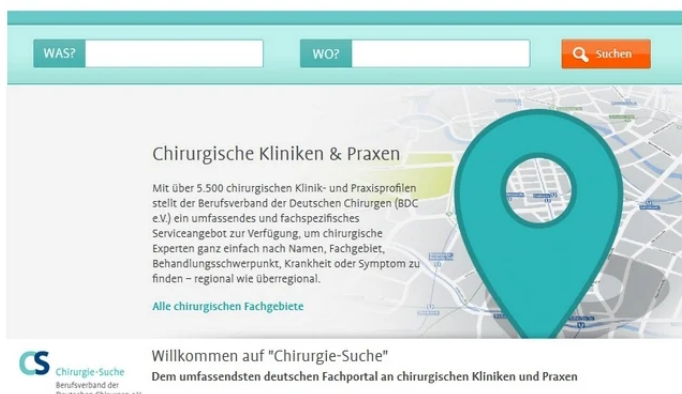 WAS?
WO?
Suchen
Chirurgische Kliniken & Praxen
Mit über 5.500 chirurgischen Klinik- und Praxisprofilen
stellt der Berufsverband der Deutschen Chirurgen (BDC
e.V.) ein umfassendes und fachspezifisches
Serviceangebot zur Verfügung, um chirurgische
Experten ganz einfach nach Namen, Fachgebiet,
Behandlungsschwerpunkt, Krankheit oder Symptom zu
finden – regional wie überregional.
Alle chirurgischen Fachgebiete
CS
Chirurgie-Suche
Berufsverband der
Willkommen auf "Chirurgie-Suche"
Dem umfassendsten deutschen Fachportal an chirurgischen Kliniken und Praxen